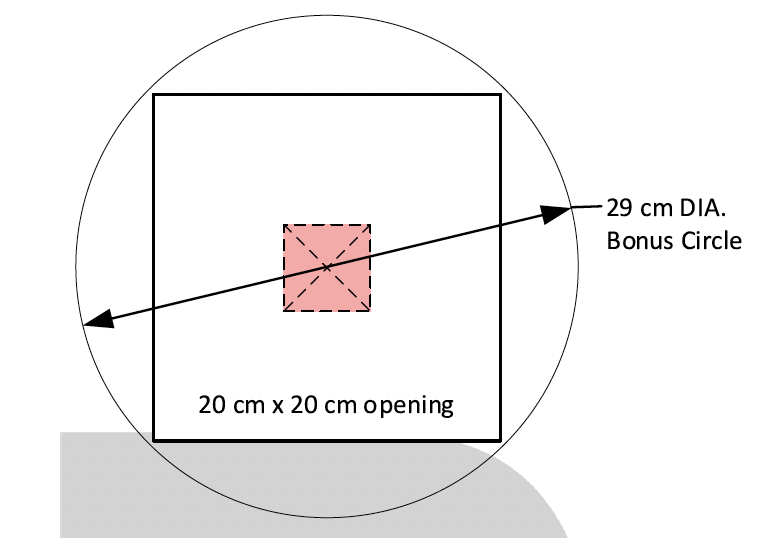 29 cm DIA.
Bonus Circle
20 cm x 20 cm opening